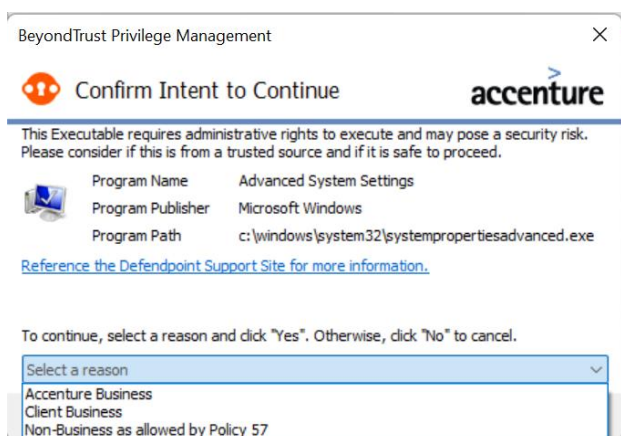 BeyondTrust Privilege Management
Confirm Intent to Continue
accenture
This Executable requires administrative rights to execute and may pose a security risk.
Please consider if this is from a trusted source and if it is safe to proceed.
Program Name Advanced System Settings
Program Publisher Microsoft Windows
Program Path c:\windows\system32\systempropertiesadvanced.exe
Reference the Defendpoint Support Site for more information.
To continue, select a reason and click "Yes". Otherwise, click "No" to cancel.
Select a reason
Accenture Business
Client Business
Non-Business as allowed by Policy 57